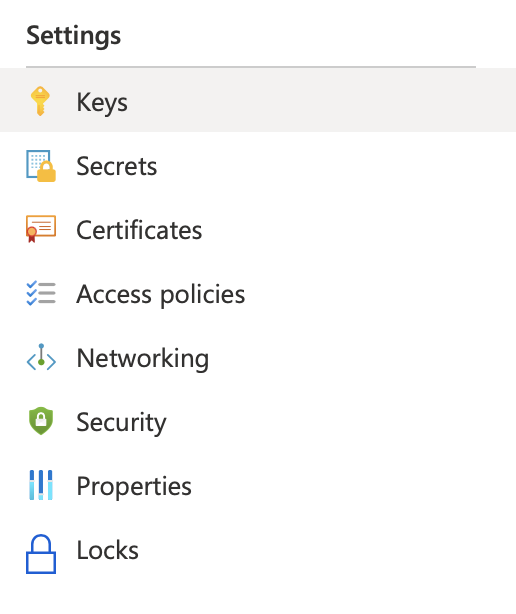 Settings
Keys
Secrets
Certificates
Access policies
Networking
Security
Properties
Locks